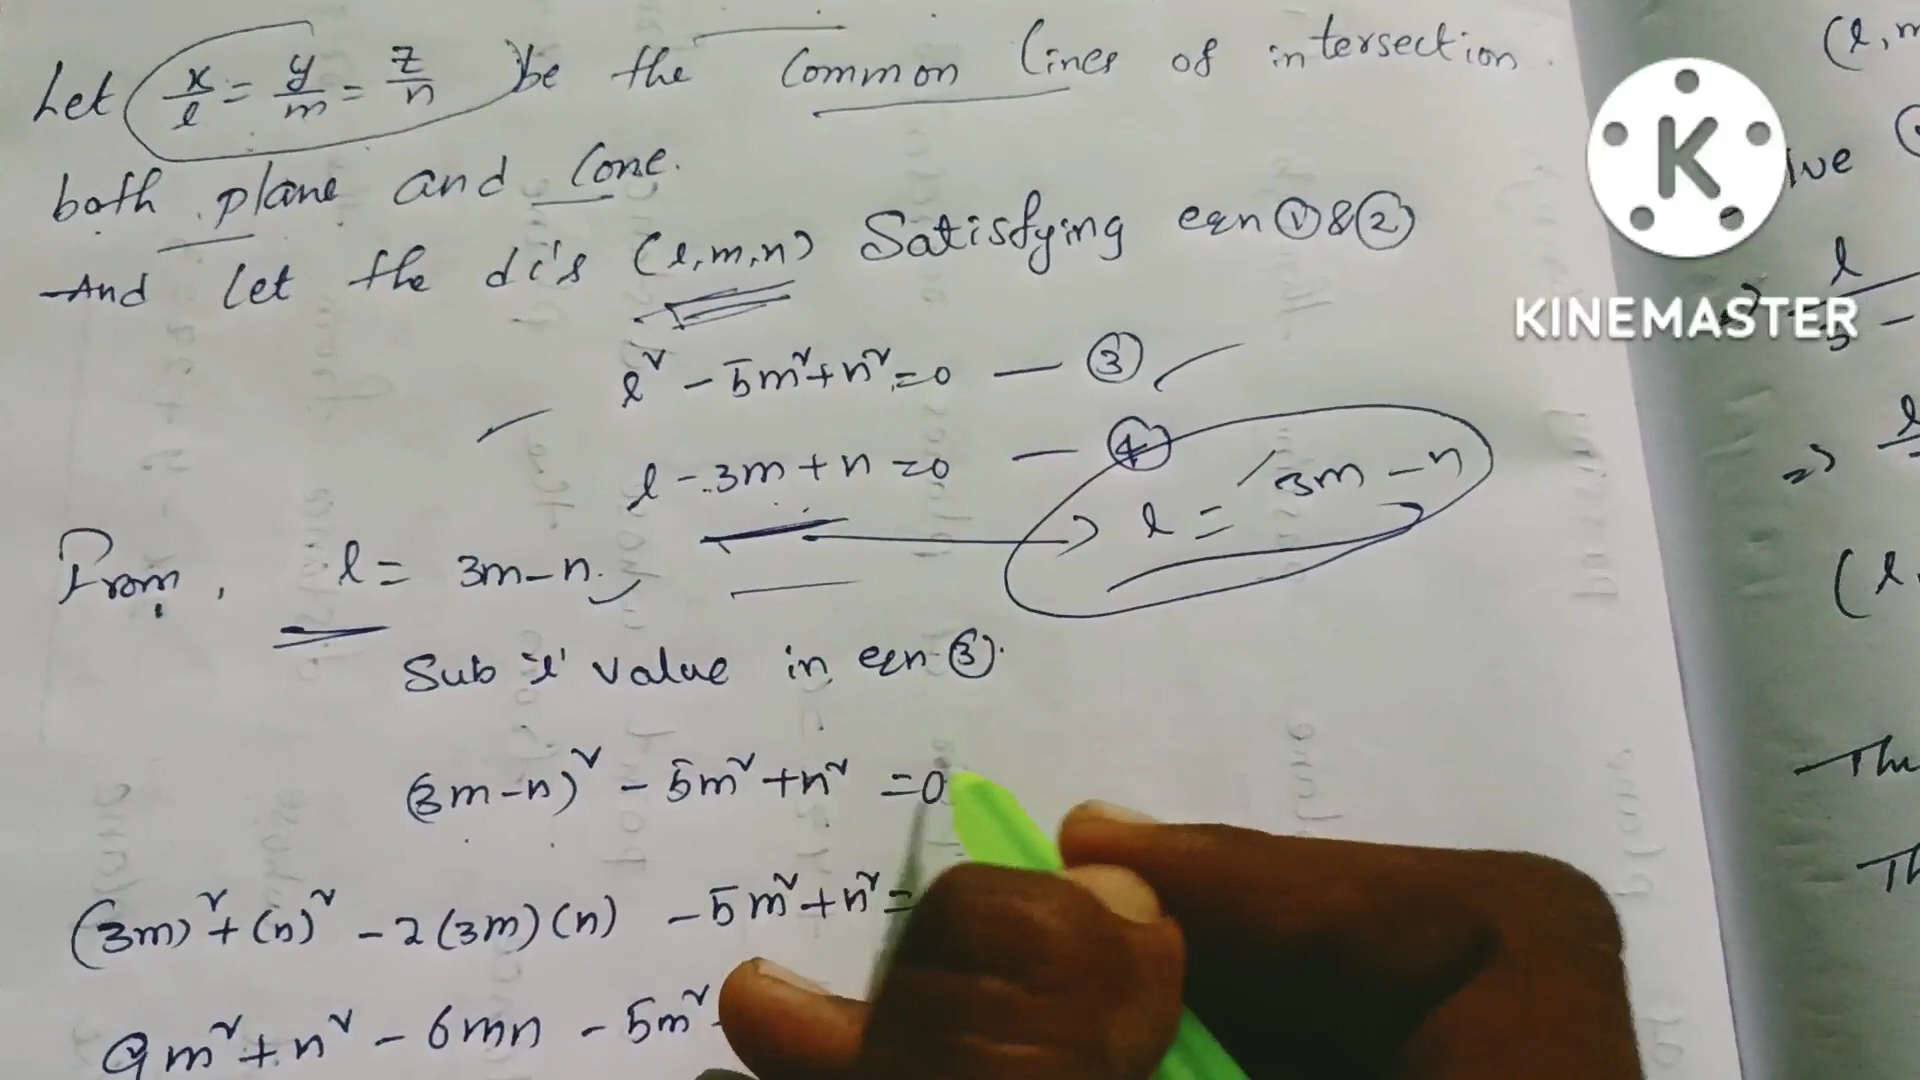 Let x/l = y/m = z/n be the common lines of intersection.
both plane and cone.
And let the dc's (l,m,n) Satisfying eqn ① & ②
l² - 5m² + n² = 0 — ③
l - 3m + n = 0 — ④
l = 3m - n
From, l = 3m - n.
Sub 'l' value in eqn ③.
(3m-n)² - 5m² + n² = 0
(3m)² + (n)² - 2(3m)(n) - 5m² + n² =
9m² + n² - 6mn - 5m²
KINEMASTER
(l,m
l
=>
(l,
Th